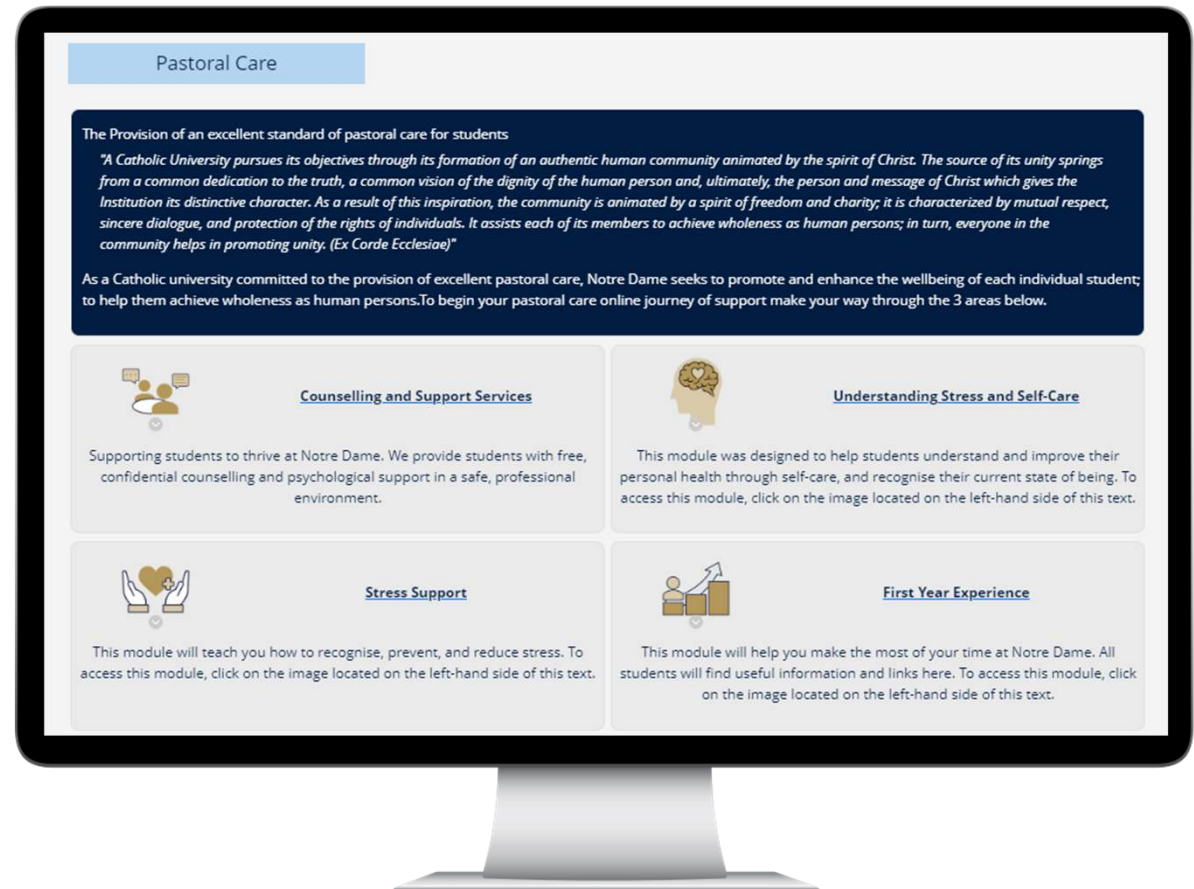 Pastoral Care
The Provision of an excellent standard of pastoral care for students
"A Catholic University pursues its objectives through its formation of an authentic human community animated by the spirit of Christ. The source of its unity springs
from a common dedication to the truth, a common vision of the dignity of the human person and, ultimately, the person and message of Christ which gives the
Institution its distinctive character. As a result of this inspiration, the community is animated by a spirit of freedom and charity; it is characterized by mutual respect,
sincere dialogue, and protection of the rights of individuals. It assists each of its members to achieve wholeness as human persons; in turn, everyone in the
community helps in promoting unity. (Ex Corde Ecclesiae)"
As a Catholic university committed to the provision of excellent pastoral care, Notre Dame seeks to promote and enhance the wellbeing of each individual student;
to help them achieve wholeness as human persons.To begin your pastoral care online journey of support make your way through the 3 areas below.
Counselling and Support Services
Supporting students to thrive at Notre Dame. We provide students with free,
confidential counselling and psychological support in a safe, professional
environment.
Understanding Stress and Self-Care
This module was designed to help students understand and improve their
personal health through self-care, and recognise their current state of being. To
access this module, click on the image located on the left-hand side of this text.
Stress Support
This module will teach you how to recognise, prevent, and reduce stress. To
access this module, click on the image located on the left-hand side of this text.
First Year Experience
This module will help you make the most of your time at Notre Dame. All
students will find useful information and links here. To access this module, click
on the image located on the left-hand side of this text.